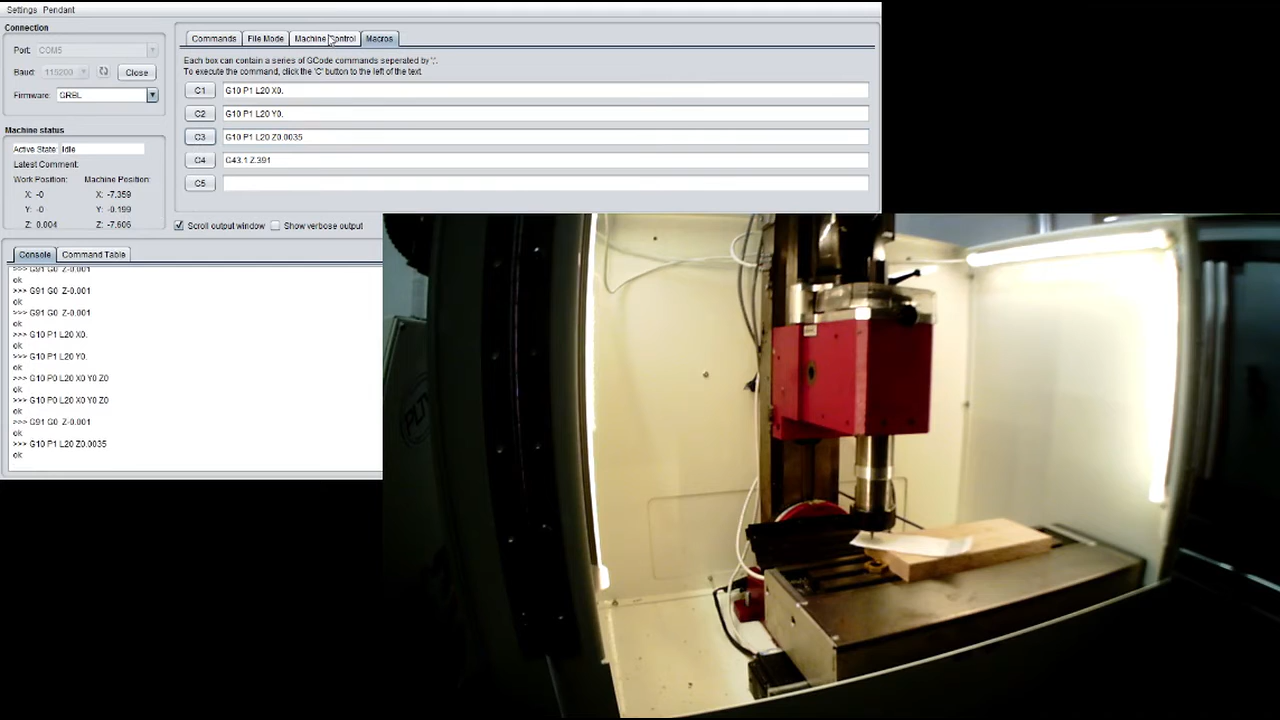 Settings Pendant
Connection
Port: COM5
Baud: 115200 Close
Firmware: GRBL
Machine status
Active State: Idle
Latest Comment:
Work Position: Machine Position:
X: -0 X: -7.359
Y: -0 Y: -0.199
Z: 0.004 Z: -7.605
Commands File Mode Machine Control Macros
Each box can contain a series of GCode commands seperated by ';'.
To execute the command, click the 'C' button to the left of the text.
C1 G10 P1 L20 X0.
C2 G10 P1 L20 Y0.
C3 G10 P1 L20 Z0.0035
C4 G43.1 Z.391
C5
Scroll output window Show verbose output
Console Command Table
>>> G91 G0 Z-0.001
ok
>>> G91 G0 Z-0.001
ok
>>> G91 G0 Z-0.001
ok
>>> G10 P1 L20 X0.
ok
>>> G10 P1 L20 Y0.
ok
>>> G10 P0 L20 X0 Y0 Z0
ok
>>> G10 P0 L20 X0 Y0 Z0
ok
>>> G91 G0 Z-0.001
ok
>>> G10 P1 L20 Z0.0035
ok